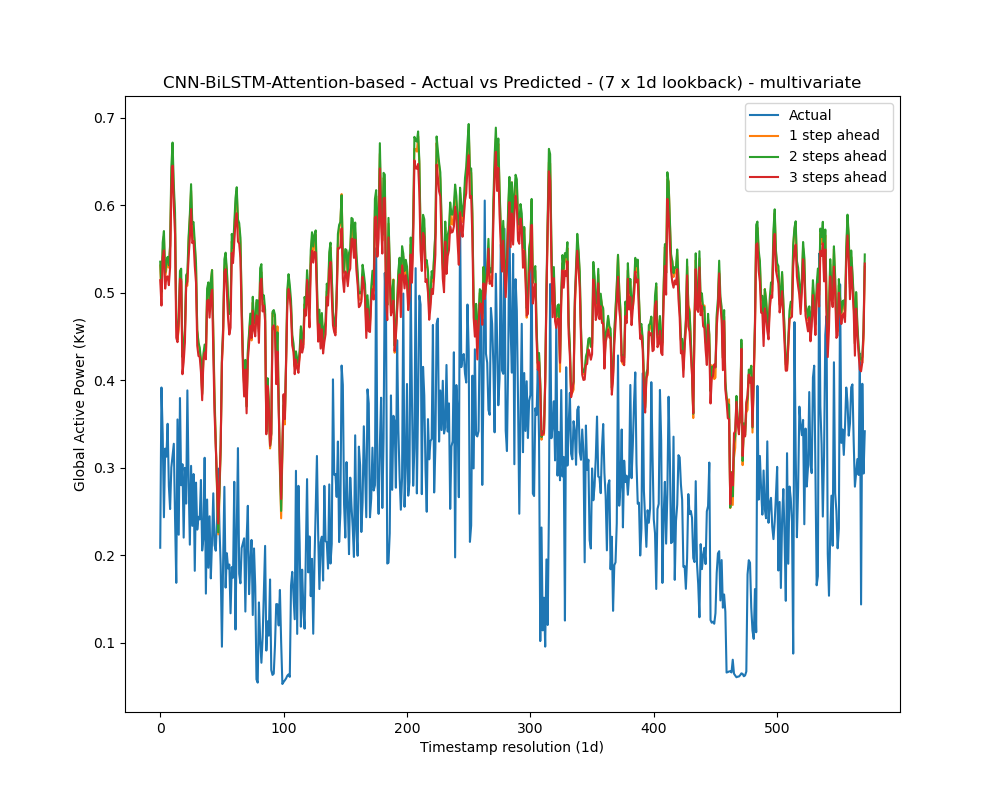 CNN-BiLSTM-Attention-based - Actual vs Predicted - (7 x 1d lookback) - multivariate
Actual
1 step ahead
2 steps ahead
3 steps ahead
Global Active Power (Kw)
0.7
0.6
0.5
0.4
0.3
0.2
0.1
0
100
200
300
400
500
Timestamp resolution (1d)